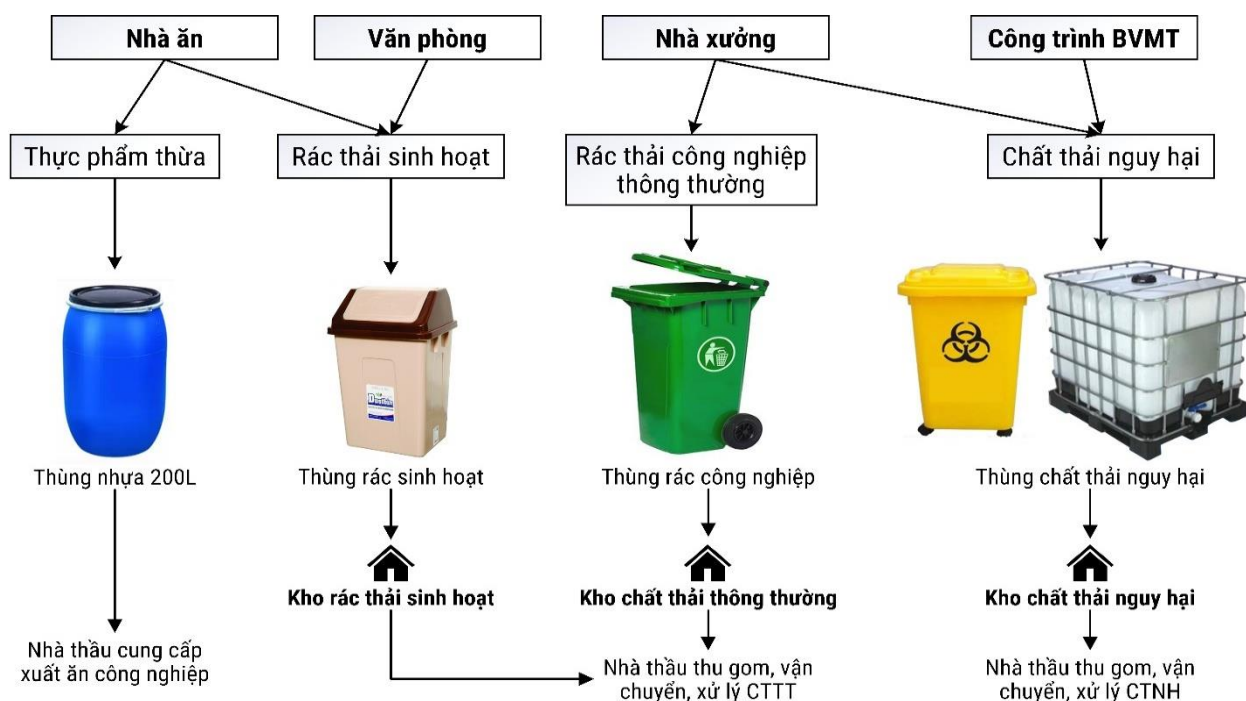 Nhà ăn
Văn phòng
Nhà xưởng
Công trình BVMT
Thực phẩm thừa
Rác thải sinh hoạt
Rác thải công nghiệp
thông thường
Chất thải nguy hại
Thùng nhựa 200L
Thùng rác sinh hoạt
Thùng rác công nghiệp
Thùng chất thải nguy hại
Kho rác thải sinh hoạt
Kho chất thải thông thường
Kho chất thải nguy hại
Nhà thầu cung cấp
xuất ăn công nghiệp
Nhà thầu thu gom, vận
chuyển, xử lý CTTT
Nhà thầu thu gom, vận
chuyển, xử lý CTNH